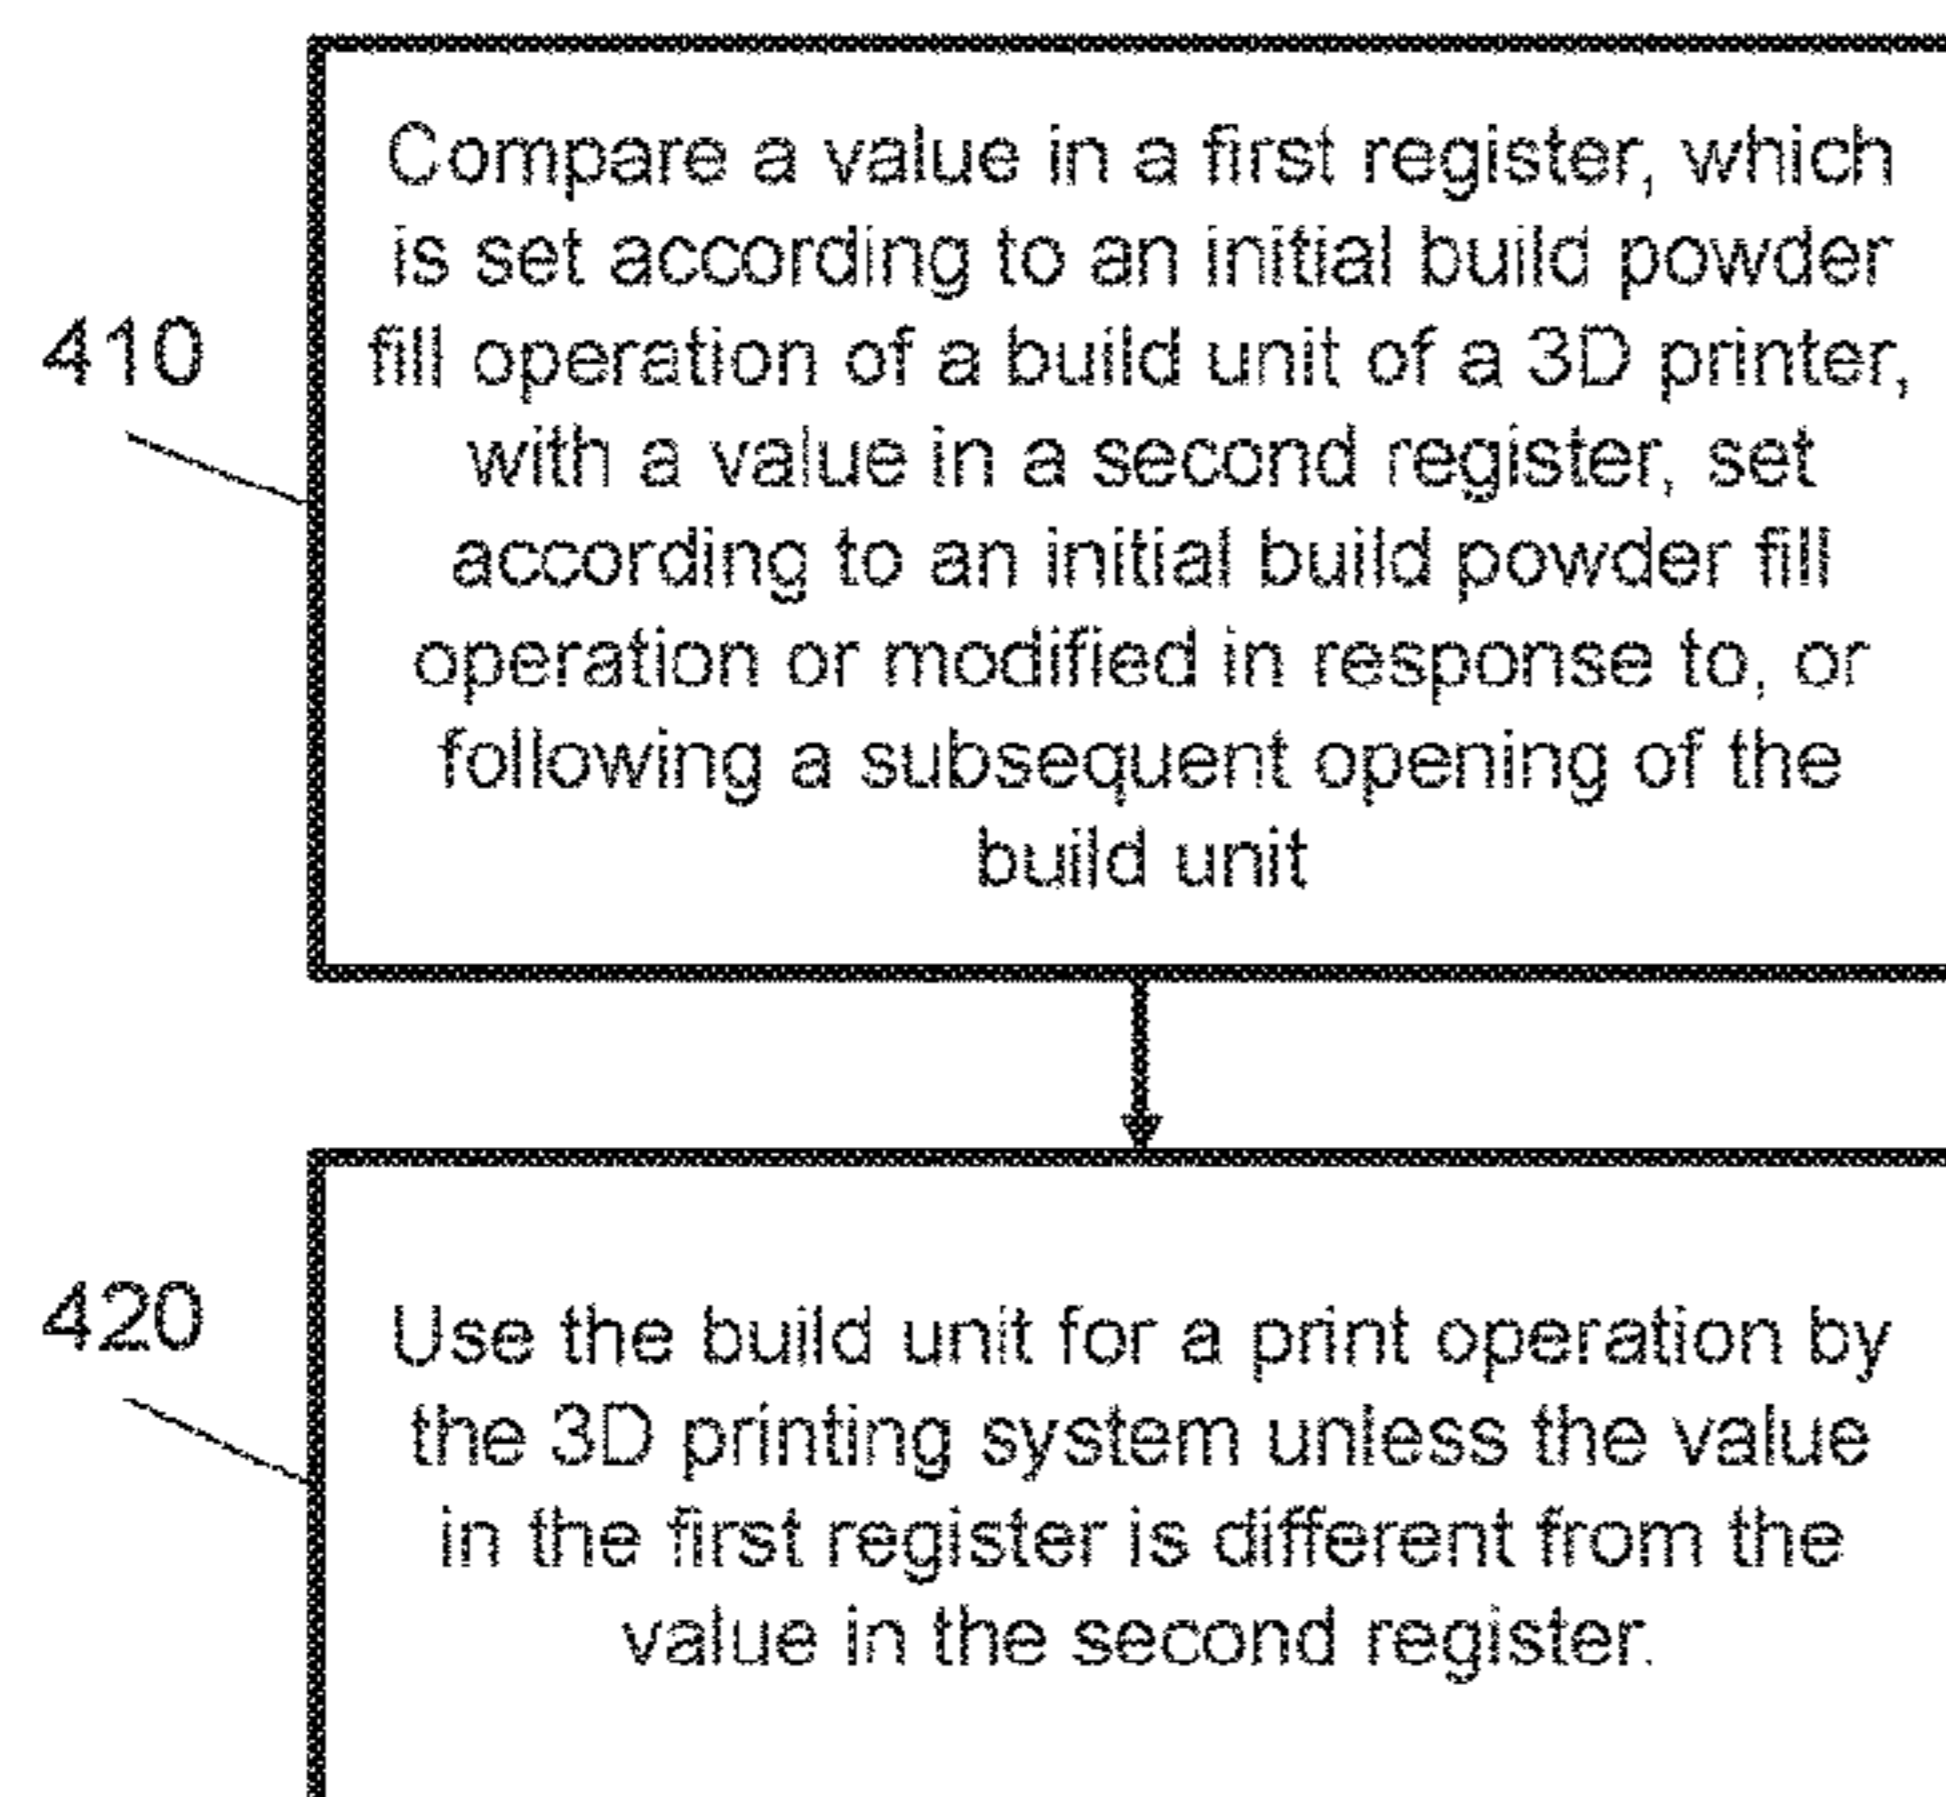 Compare a value in a first register, which
is set according to an initial build powder
410
fill operation of a build unit of a 3D printer,
with a value in a second register, set
according to an initial build powder fill
operation or modified in response to, or
following a subsequent opening of the
build unit
420
Use the build unit for a print operation by
the 3D printing system unless the value
in the first register is different from the
value in the second register.